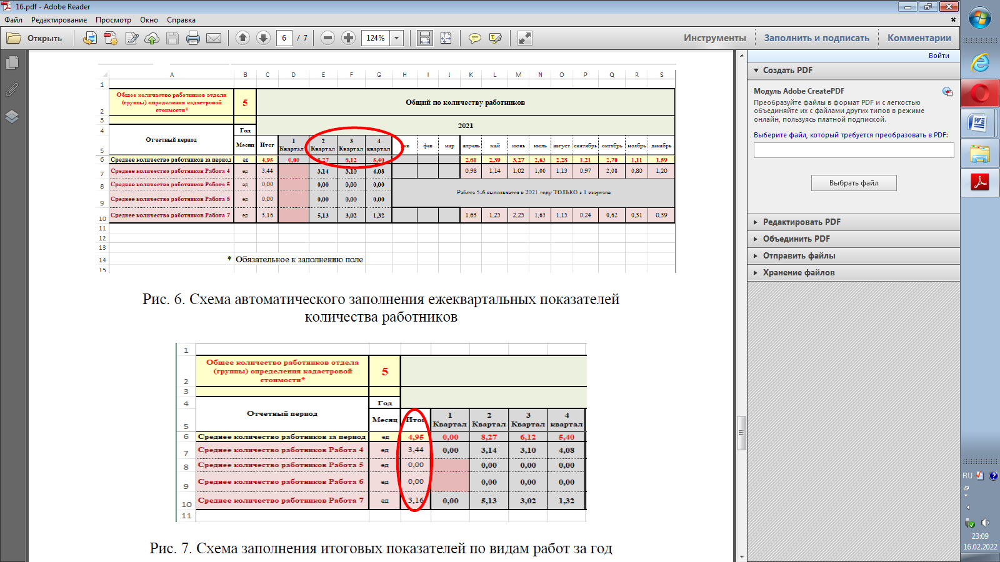 16.pdf - Adobe Reader
Файл Редактирование Просмотр Окно Справка
Открыть 6 / 7 124% Инструменты Заполнить и подписать Комментарии
Войти
Создать PDF
Модуль Adobe CreatePDF
Преобразуйте файлы в формат PDF и с легкостью
объединяйте их с файлами других типов в режиме
онлайн, пользуясь платной подпиской.
Выберите файл, который требуется преобразовать в PDF:
Выбрать файл
Редактировать PDF
Объединить PDF
Отправить файлы
Хранение файлов
A B C D E F G H I J K L M N O P Q R S
1
Общее количество работников отдела
(группы) определения кадастровой
стоимости*
2 5 Общий по количеству работников
3 2021
4 Год
Отчетный период
5 Месяц Итог 1 Квартал 2 Квартал 3 Квартал 4 квартал фев мар апрель май июнь июль август сентябрь октябрь ноябрь декабрь
6 Среднее количество работников за период ед 4,95 0,00 8,27 6,12 5,40 2,61 2,39 3,27 2,63 2,28 1,21 2,70 1,11 1,59
7 Среднее количество работников Работа 4 ед 3,44 3,14 3,10 4,08 0,98 1,14 1,02 1,00 1,13 0,97 2,08 0,80 1,20
8 Среднее количество работников Работа 5 ед 0,00 0,00 0,00 0,00
Работа 5-6 выполняется в 2021 году ТОЛЬКО в 1 квартале
9 Среднее количество работников Работа 6 ед 0,00 0,00 0,00 0,00
10 Среднее количество работников Работа 7 ед 3,16 5,13 3,02 1,32 1,63 1,25 2,25 1,63 1,15 0,24 0,62 0,31 0,39
11
12
13
14 * Обязательное к заполнению поле
15
Рис. 6. Схема автоматического заполнения ежеквартальных показателей
количества работников
1
Общее количество работников отдела
(группы) определения кадастровой
стоимости*
2 5
3
4 Год
Отчетный период
5 Месяц Итог 1 Квартал 2 Квартал 3 Квартал 4 квартал
6 Среднее количество работников за период ед 4,95 0,00 8,27 6,12 5,40
7 Среднее количество работников Работа 4 ед 3,44 0,00 3,14 3,10 4,08
8 Среднее количество работников Работа 5 ед 0,00 0,00 0,00 0,00
9 Среднее количество работников Работа 6 ед 0,00 0,00 0,00 0,00
10 Среднее количество работников Работа 7 ед 3,16 0,00 5,13 3,02 1,32
11
Рис. 7. Схема заполнения итоговых показателей по видам работ за год
RU
23:09
16.02.2022